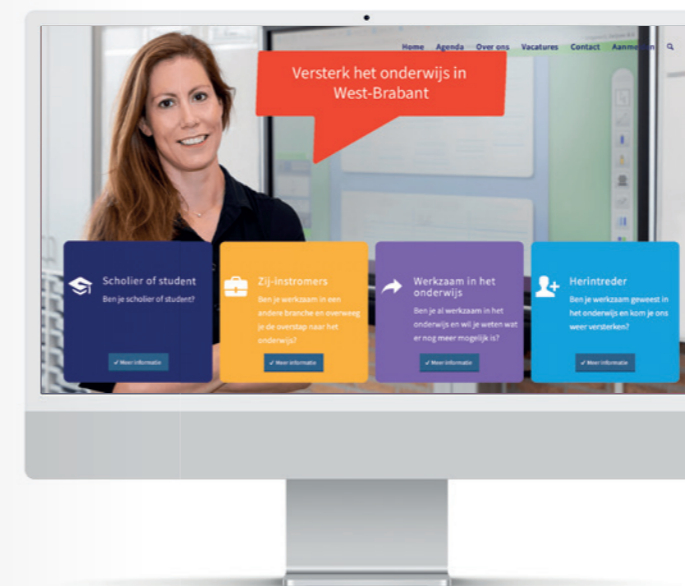 Home Agenda Over ons Vacatures Contact Aanmelden
Versterk het onderwijs in
West-Brabant
Scholier of student
Ben je scholier of student?
✓ Meer informatie
Zij-instromers
Ben je werkzaam in een
andere branche en overweeg
je de overstap naar het
onderwijs?
✓ Meer informatie
Werkzaam in het
onderwijs
Ben je al werkzaam in het
onderwijs en wil je weten wat
er nog meer mogelijk is?
✓ Meer informatie
Herintreder
Ben je werkzaam geweest in
het onderwijs en kom je ons
weer versterken?
✓ Meer informatie